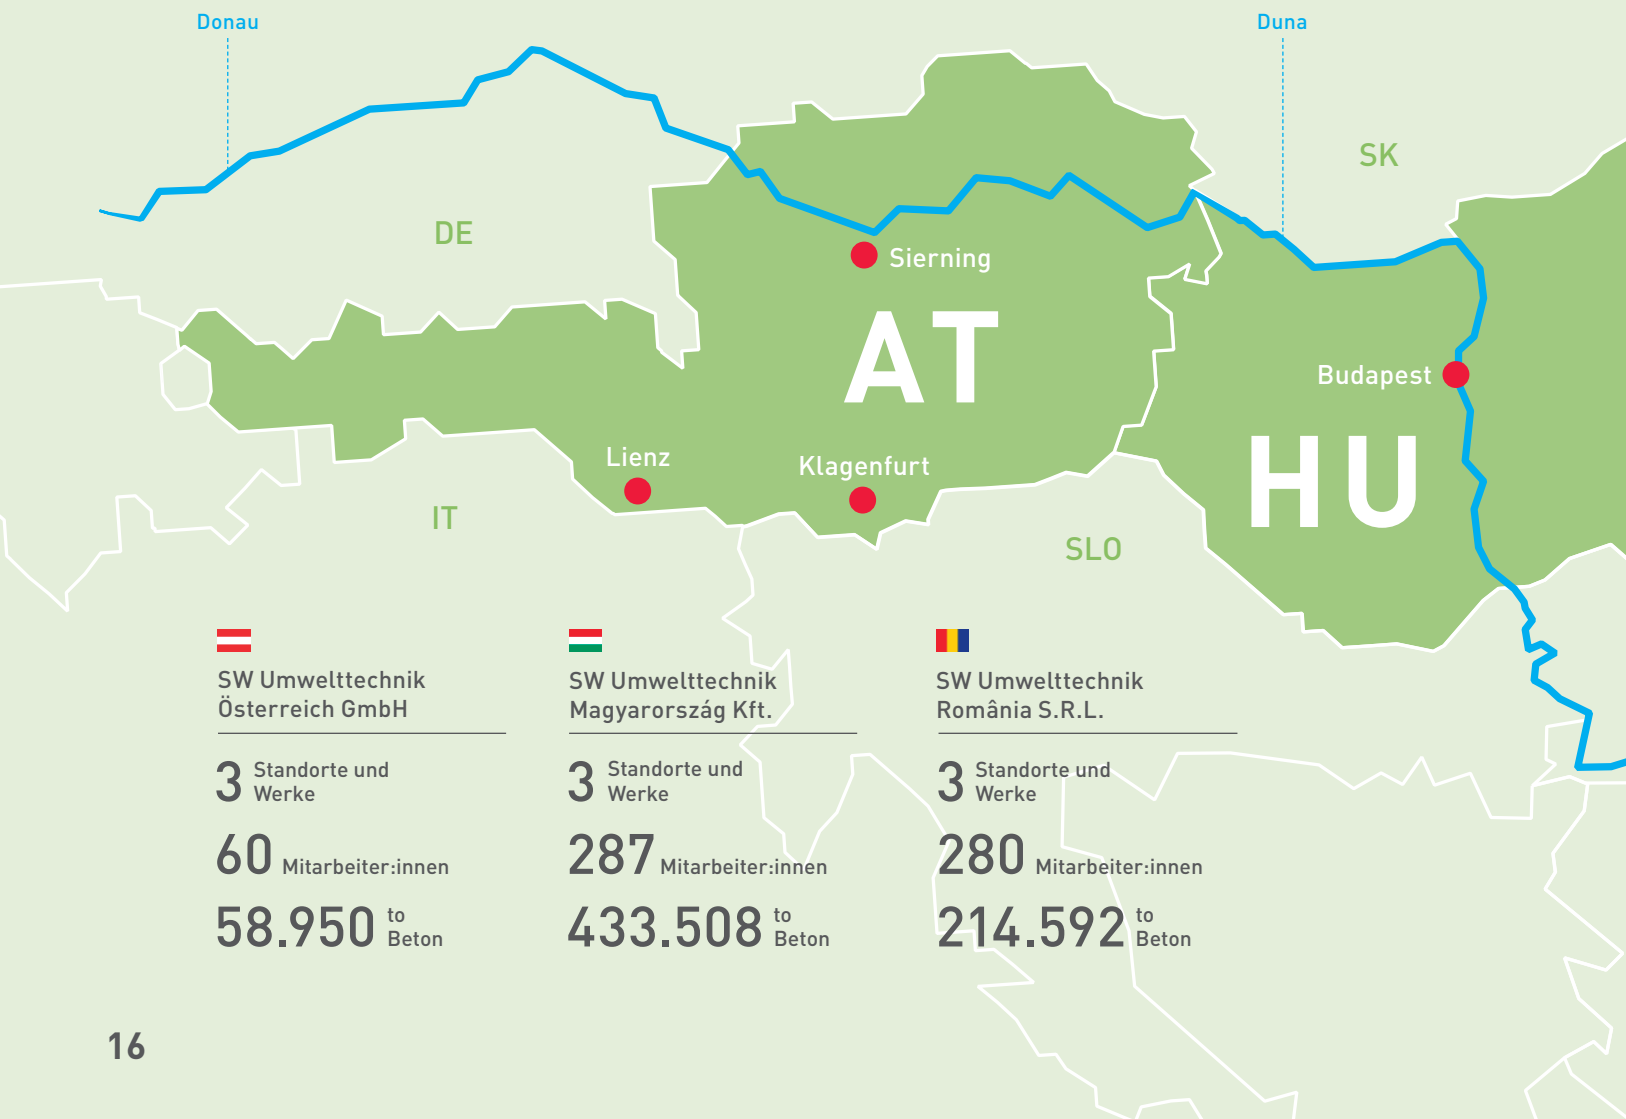 Donau
Duna
SK
DE
Sierning
AT
Budapest
HU
Lienz
Klagenfurt
IT
SLO
SW Umwelttechnik
Österreich GmbH
3 Standorte und
Werke
60 Mitarbeiter:innen
58.950 to
Beton
SW Umwelttechnik
Magyarország Kft.
3 Standorte und
Werke
287 Mitarbeiter:innen
433.508 to
Beton
SW Umwelttechnik
România S.R.L.
3 Standorte und
Werke
280 Mitarbeiter:innen
214.592 to
Beton
16